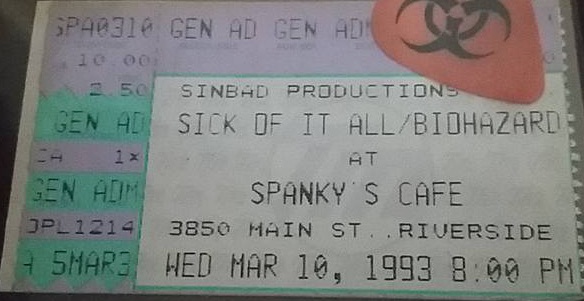 SPA0310 GEN AD GEN ADM
10.00
2.50 SINBAD PRODUCTIONS
GEN AD SICK OF IT ALL/BIOHAZARD
CA 1x AT
GEN ADM SPANKY'S CAFE
JPL1214 3850 MAIN ST..RIVERSIDE
A 5MAR3 WED MAR 10, 1993 8:00 PM